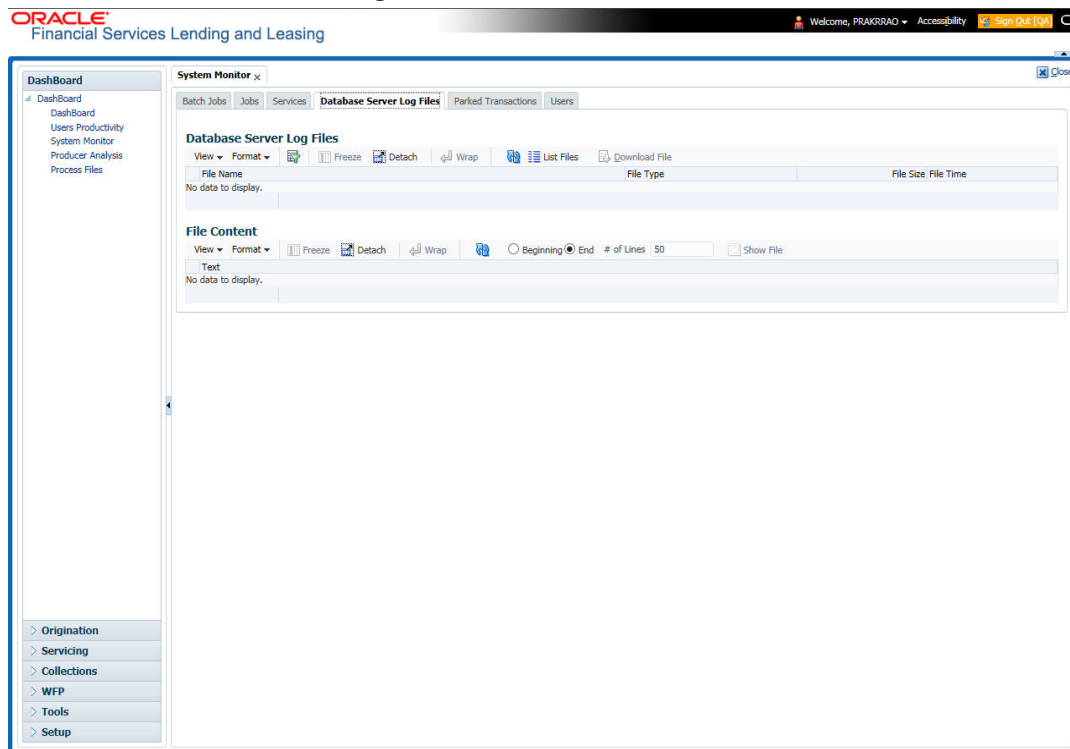 ORACLE
Financial Services Lending and Leasing
Welcome, PRAKRRAO Accessibility Sign Out [QA]
DashBoard
DashBoard
DashBoard
Users Productivity
System Monitor
Producer Analysis
Process Files
System Monitor x
Close
Batch Jobs Jobs Services Database Server Log Files Parked Transactions Users
Database Server Log Files
View Format Freeze Detach Wrap List Files Download File
File Name File Type File Size File Time
No data to display.
File Content
View Format Freeze Detach Wrap Beginning End # of Lines 50 Show File
Text
No data to display.
Origination
Servicing
Collections
WFP
Tools
Setup